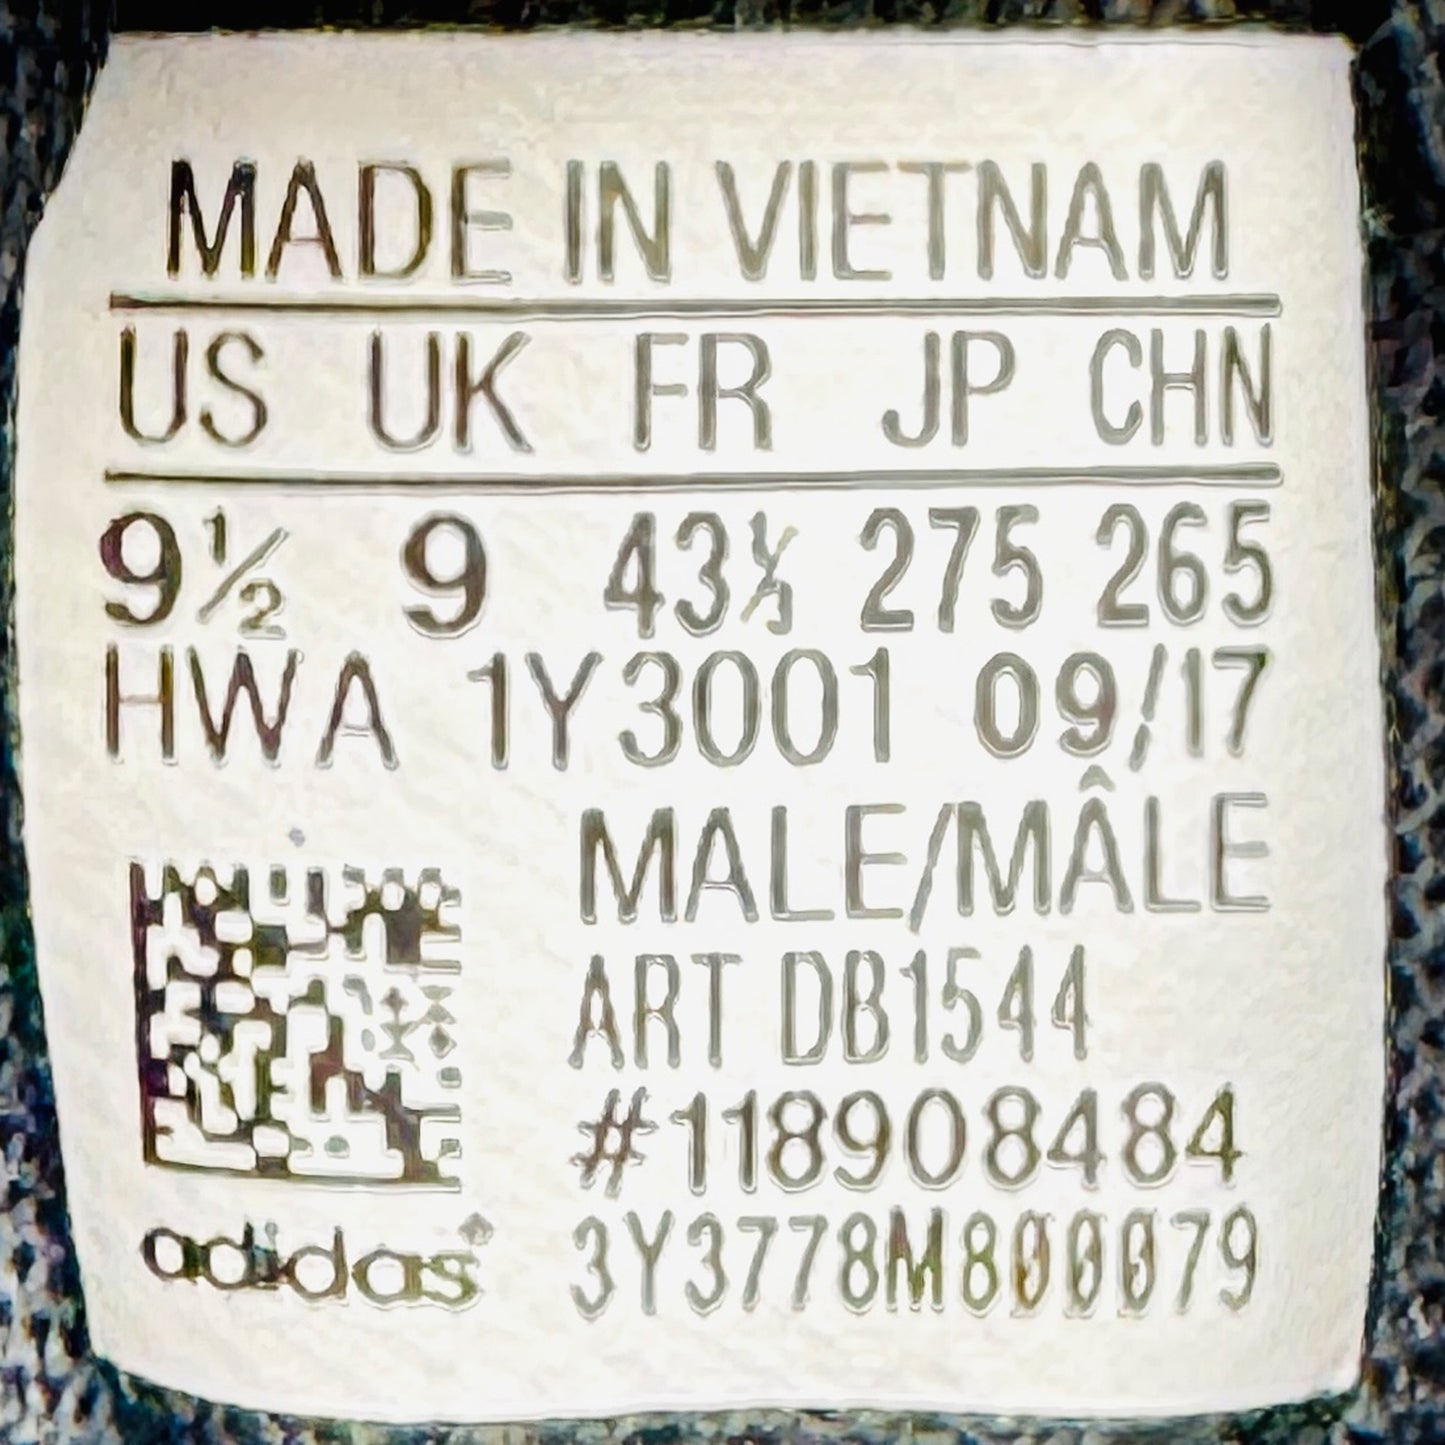 MADE IN VIETNAM
US UK FR JP CHN
9½ 9 43⅓ 275 265
HWA 1Y3001 09/17
MALE/MÂLE
ART DB1544
#118908484
3Y3778M800079
adidas